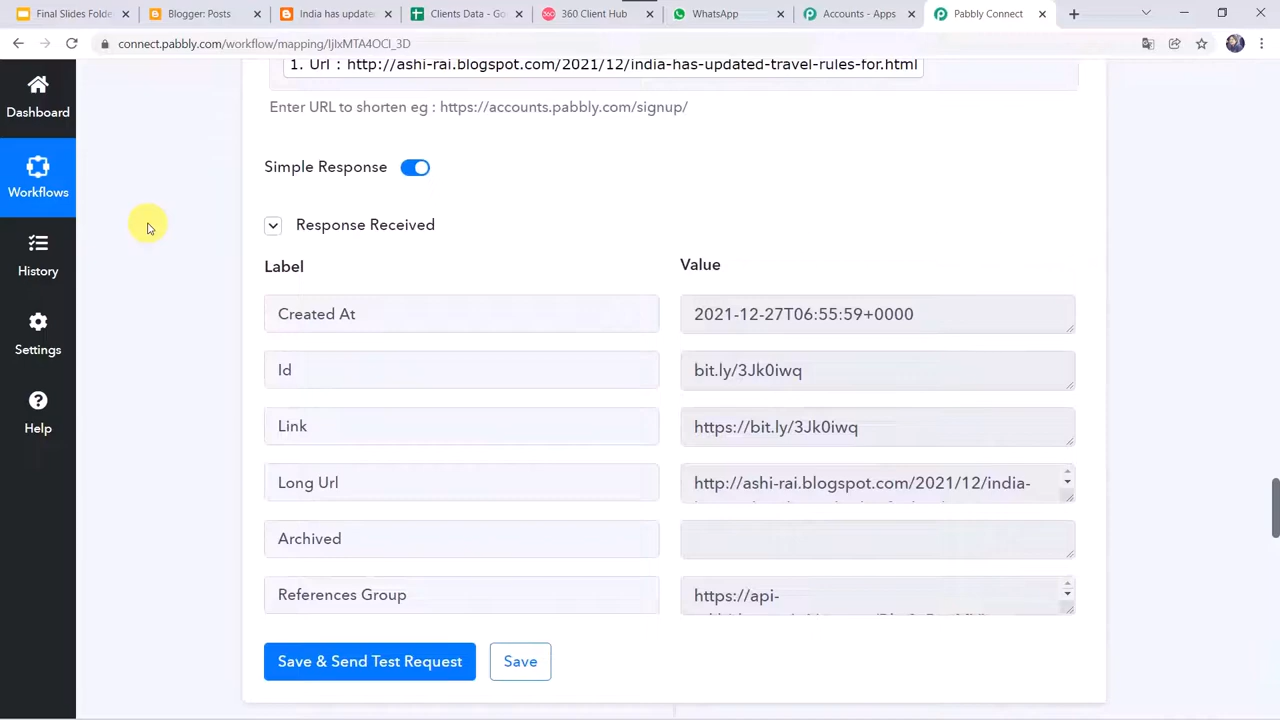 Final Slides Folde
Blogger: Posts
India has updated
Clients Data - Go
360 Client Hub
WhatsApp
Accounts - Apps
Pabbly Connect
connect.pabbly.com/workflow/mapping/IjIxMTA4OCI_3D
Dashboard
Workflows
History
Settings
Help
1. Url : http://ashi-rai.blogspot.com/2021/12/india-has-updated-travel-rules-for.html
Enter URL to shorten eg : https://accounts.pabbly.com/signup/
Simple Response
Response Received
Label Value
Created At 2021-12-27T06:55:59+0000
Id bit.ly/3Jk0iwq
Link https://bit.ly/3Jk0iwq
Long Url http://ashi-rai.blogspot.com/2021/12/india-
Archived
References Group https://api-
Save & Send Test Request Save